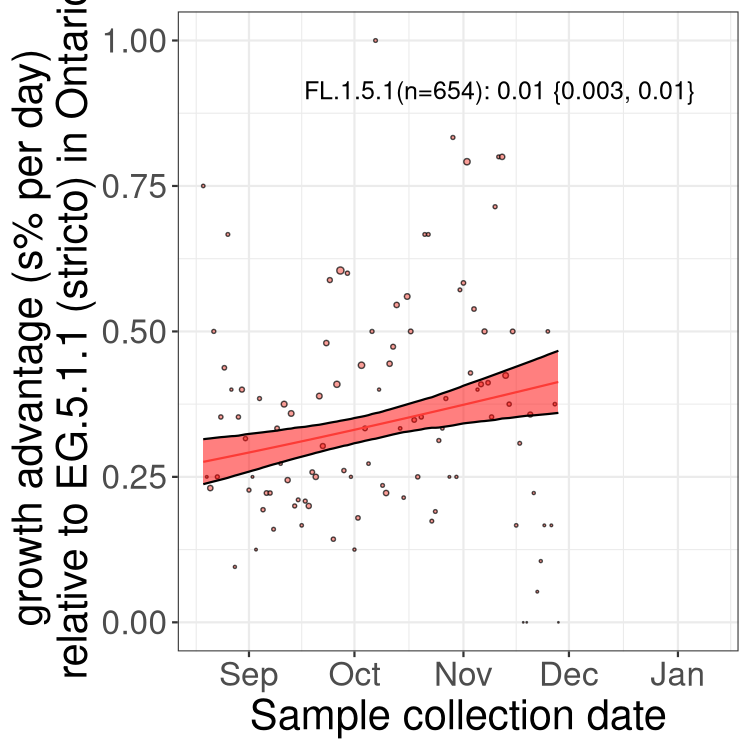 growth advantage (s% per day)
relative to EG.5.1.1 (stricto) in Ontario
1.00
0.75
0.50
0.25
0.00
FL.1.5.1(n=654): 0.01 {0.003, 0.01}
Sep Oct Nov Dec Jan
Sample collection date